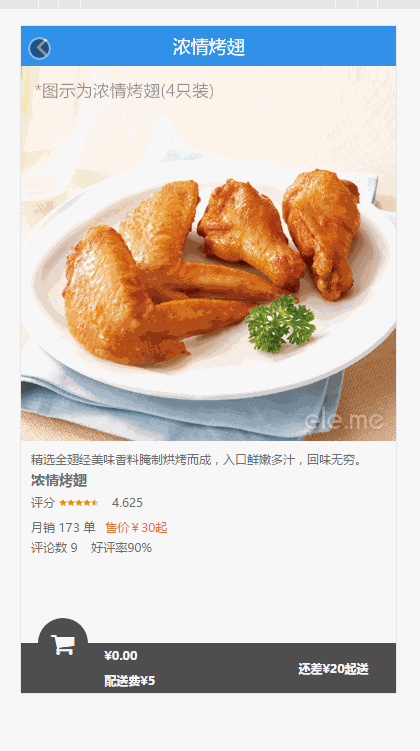 浓情烤翅
*图示为浓情烤翅(4只装)
ele.me
精选全翅经美味香料腌制烘烤而成，入口鲜嫩多汁，回味无穷。
浓情烤翅
评分 4.625
月销 173 单 售价￥30起
评论数 9 好评率90%
¥0.00
配送费¥5
还差¥20起送